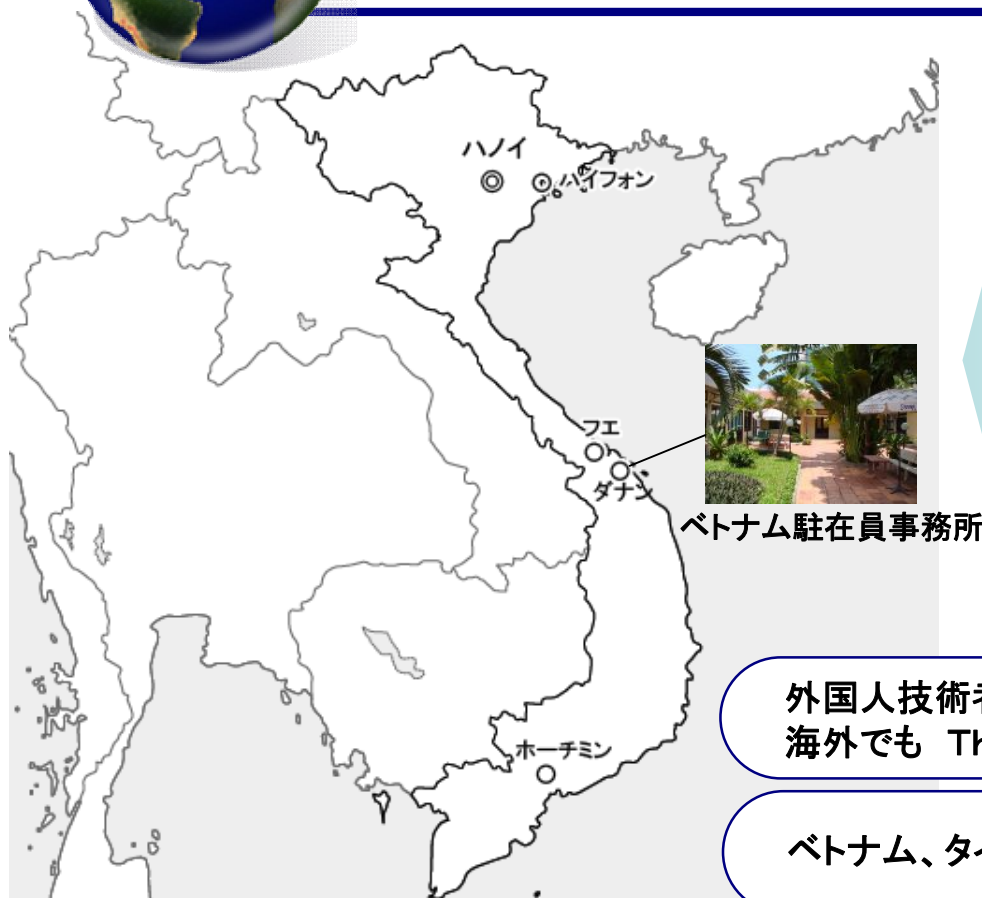 ハノイ
ハイフォン
フエ
ダナン
ベトナム駐在員事務所
外国人技術者
海外でも Th
ホーチミン
ベトナム、タイ